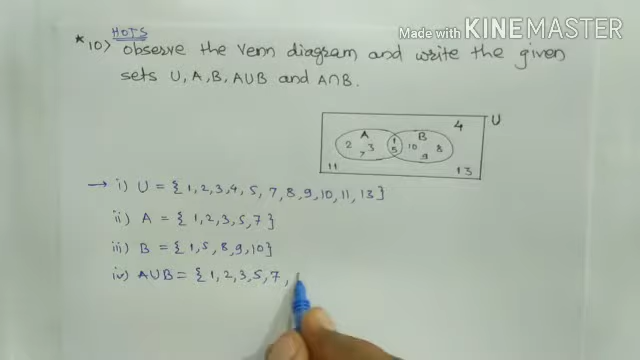 HOTS
Made with KINEMASTER
* 10> observe the venn diagram and write the given
sets U, A, B, AUB and A∩B.
U
4
A
B
2
3
7
1
5
10
8
9
11
13
→ i) U = { 1, 2, 3, 4, 5, 7, 8, 9, 10, 11, 13 }
ii) A = { 1, 2, 3, 5, 7 }
iii) B = { 1, 5, 8, 9, 10 }
iv) AUB = { 1, 2, 3, 5, 7,